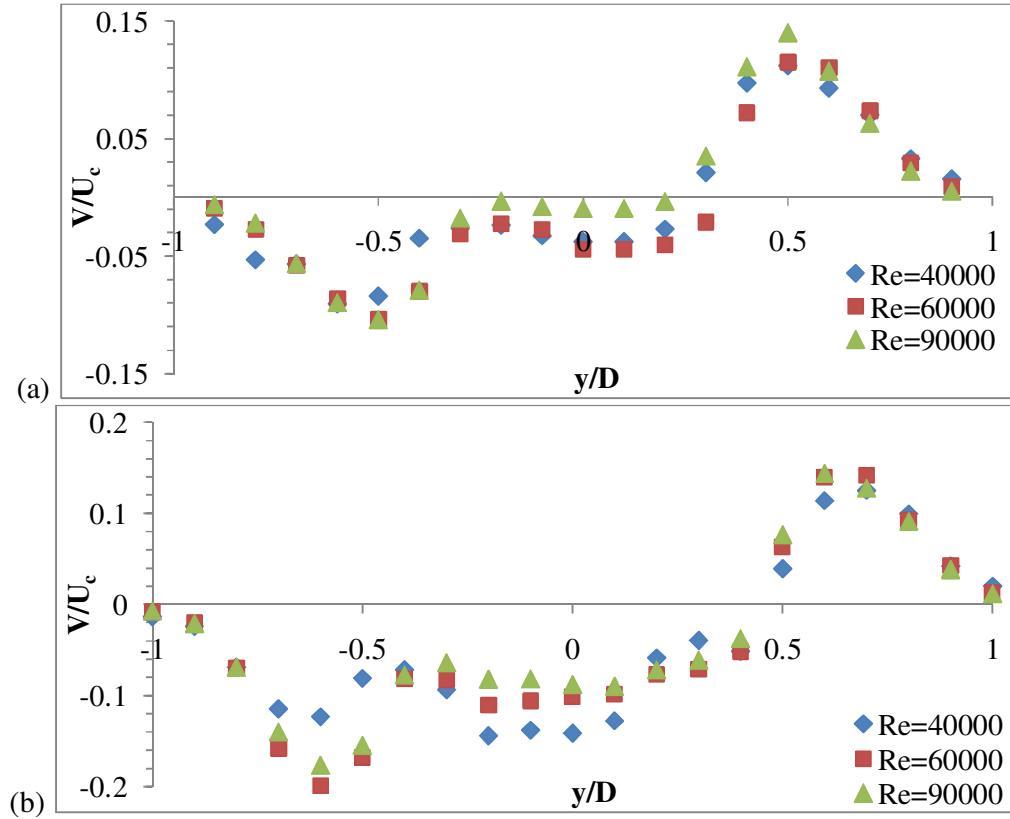 0.15
0.05
V/Uc
-1 -0.5 0 0.5 1
-0.05
Re=40000
Re=60000
Re=90000
-0.15
(a)
y/D
0.2
0.1
V/Uc
0
-1 -0.5 0 0.5 1
-0.1
Re=40000
Re=60000
Re=90000
-0.2
(b)
y/D